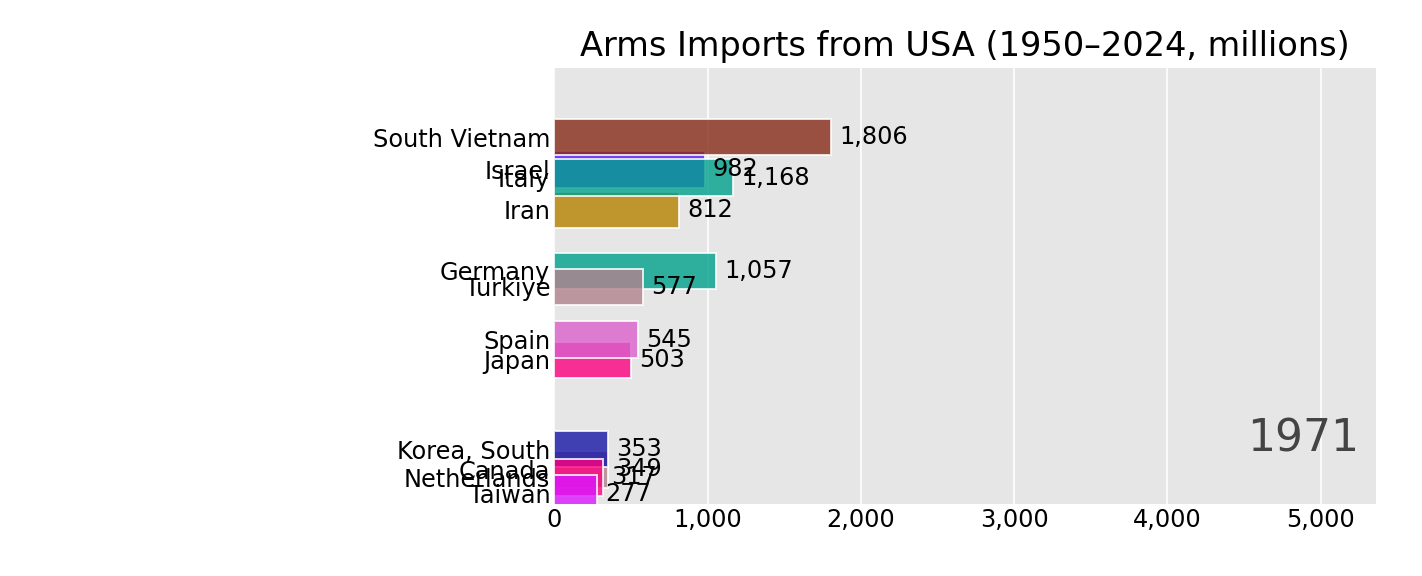 Arms Imports from USA (1950–2024, millions)
South Vietnam 1,806
Israel 982
Italy 1,168
Iran 812
Germany 1,057
Türkiye 577
Spain 545
Japan 503
1971
Korea, South 353
Canada 349
Netherlands 317
Taiwan 277
0 1,000 2,000 3,000 4,000 5,000